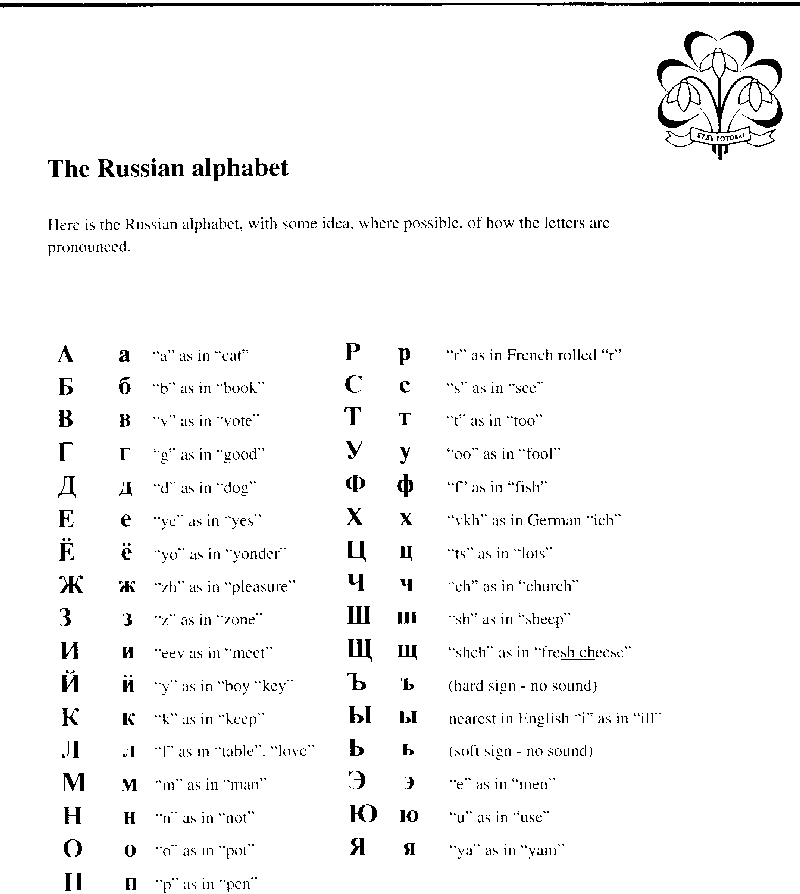 БУДЬ ГОТОВА!
The Russian alphabet
Here is the Russian alphabet, with some idea, where possible, of how the letters are
pronounced.
А а "a" as in "cat"
Б б "b" as in "book"
В в "v" as in "vote"
Г г "g" as in "good"
Д д "d" as in "dog"
Е е "ye" as in "yes"
Ё ё "yo" as in "yonder"
Ж ж "zh" as in "pleasure"
З з "z" as in "zone"
И и "eev as in "meet"
Й й "y" as in "boy "key"
К к "k" as in "keep"
Л л "l" as in "table", "love"
М м "m" as in "man"
Н н "n" as in "not"
О о "o" as in "pot"
П п "p" as in "pen"
Р р "r" as in French rolled "r"
С с "s" as in "see"
Т т "t" as in "too"
У у "oo" as in "fool"
Ф ф "f" as in "fish"
Х х "vkh" as in German "ich"
Ц ц "ts" as in "lots"
Ч ч "ch" as in "church"
Ш ш "sh" as in "sheep"
Щ щ "shch" as in "fresh cheese"
Ъ ъ (hard sign - no sound)
Ы ы nearest in English "i" as in "ill"
Ь ь (soft sign - no sound)
Э э "e" as in "men"
Ю ю "u" as in "use"
Я я "ya" as in "yam"